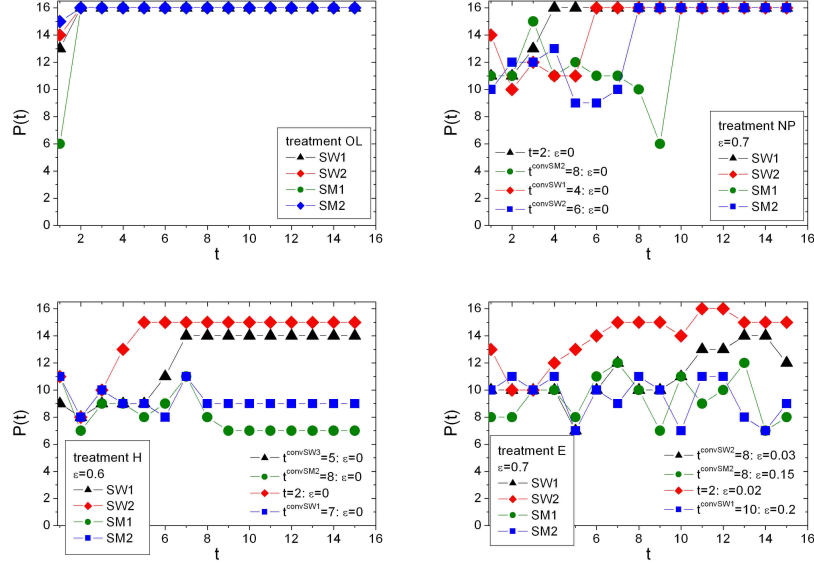 16
14
12
10
8
6
4
2
0
P(t)
2 4 6 8 10 12 14 16
t
treatment OL
SW1
SW2
SM1
SM2
16
14
12
10
8
6
4
2
0
P(t)
2 4 6 8 10 12 14 16
t
t=2: ε=0
t^convSM2=8: ε=0
t^convSW1=4: ε=0
t^convSW2=6: ε=0
treatment NP
ε=0.7
SW1
SW2
SM1
SM2
16
14
12
10
8
6
4
2
0
P(t)
2 4 6 8 10 12 14 16
t
treatment H
ε=0.6
SW1
SW2
SM1
SM2
t^convSW3=5: ε=0
t^convSM2=8: ε=0
t=2: ε=0
t^convSW1=7: ε=0
16
14
12
10
8
6
4
2
0
P(t)
2 4 6 8 10 12 14 16
t
treatment E
ε=0.7
SW1
SW2
SM1
SM2
t^convSW2=8: ε=0.03
t^convSM2=8: ε=0.15
t=2: ε=0.02
t^convSW1=10: ε=0.2